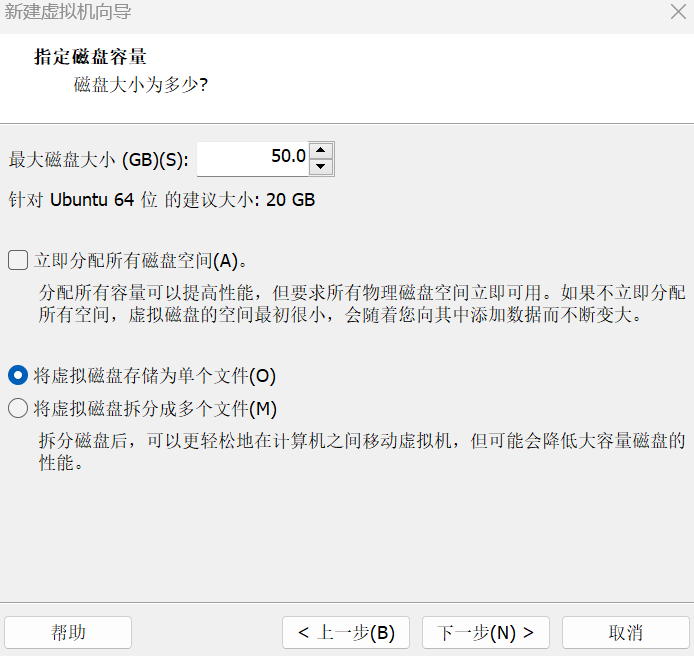 新建虚拟机向导
指定磁盘容量
磁盘大小为多少?
最大磁盘大小 (GB)(S): 50.0
针对 Ubuntu 64 位 的建议大小: 20 GB
立即分配所有磁盘空间(A)。
分配所有容量可以提高性能，但要求所有物理磁盘空间立即可用。如果不立即分配
所有空间，虚拟磁盘的空间最初很小，会随着您向其中添加数据而不断变大。
将虚拟磁盘存储为单个文件(O)
将虚拟磁盘拆分成多个文件(M)
拆分磁盘后，可以更轻松地在计算机之间移动虚拟机，但可能会降低大容量磁盘的
性能。
帮助 < 上一步(B) 下一步(N) > 取消